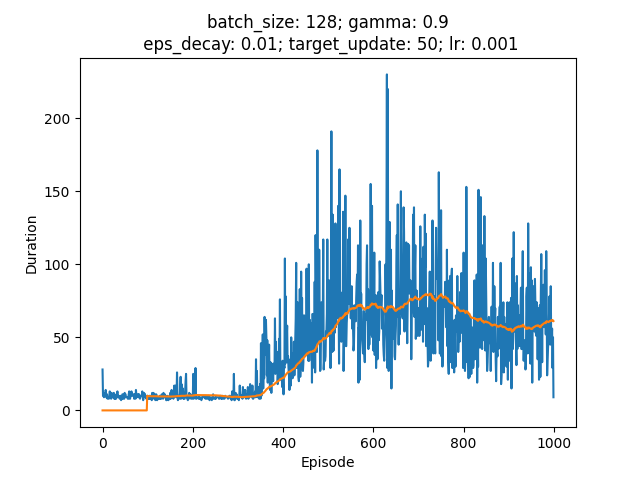 batch_size: 128; gamma: 0.9
eps_decay: 0.01; target_update: 50; lr: 0.001
Duration
200
150
100
50
0
0 200 400 600 800 1000
Episode